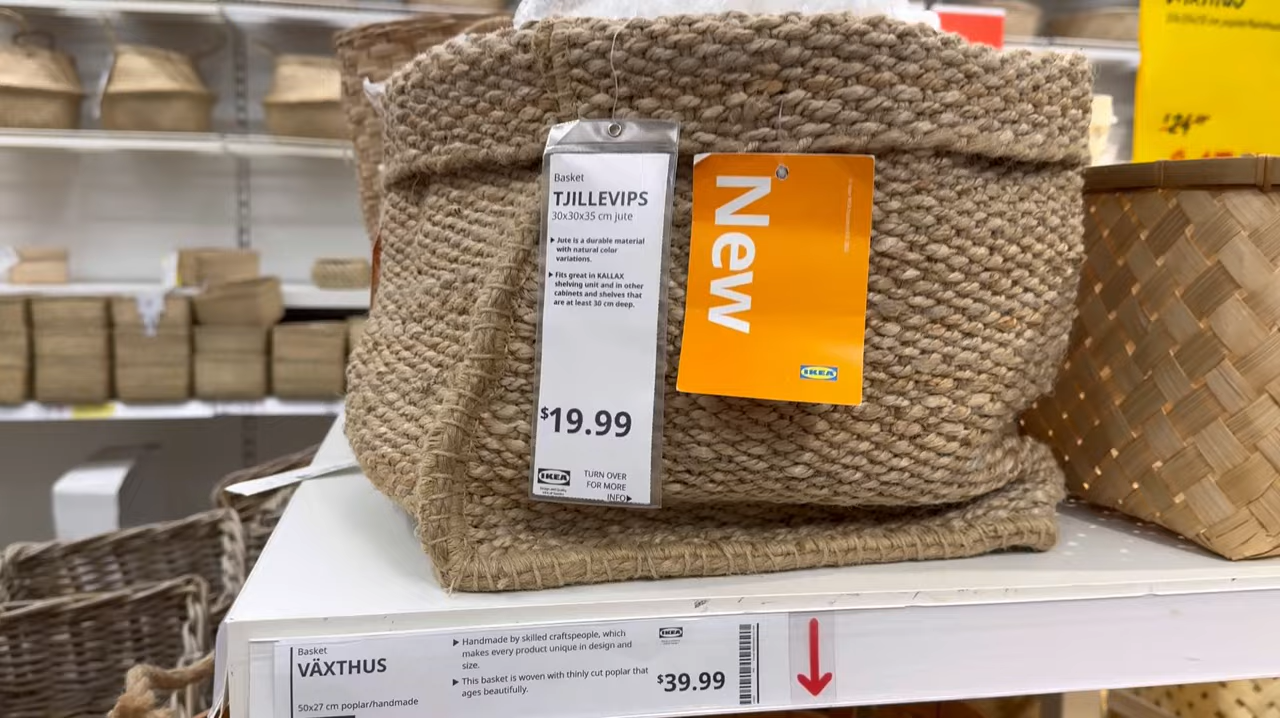 Basket
TJILLEVIPS
30x30x35 cm jute
▶ Jute is a durable material
with natural color
variations.
▶ Fits great in KALLAX
shelving unit and in other
cabinets and shelves that
are at least 30 cm deep.
$19.99
IKEA
TURN OVER
FOR MORE
INFO▶
New
IKEA
$24
Basket
VÄXTHUS
50x27 cm poplar/handmade
▶ Handmade by skilled craftspeople, which
makes every product unique in design and
size.
▶ This basket is woven with thinly cut poplar that
ages beautifully.
IKEA
$39.99